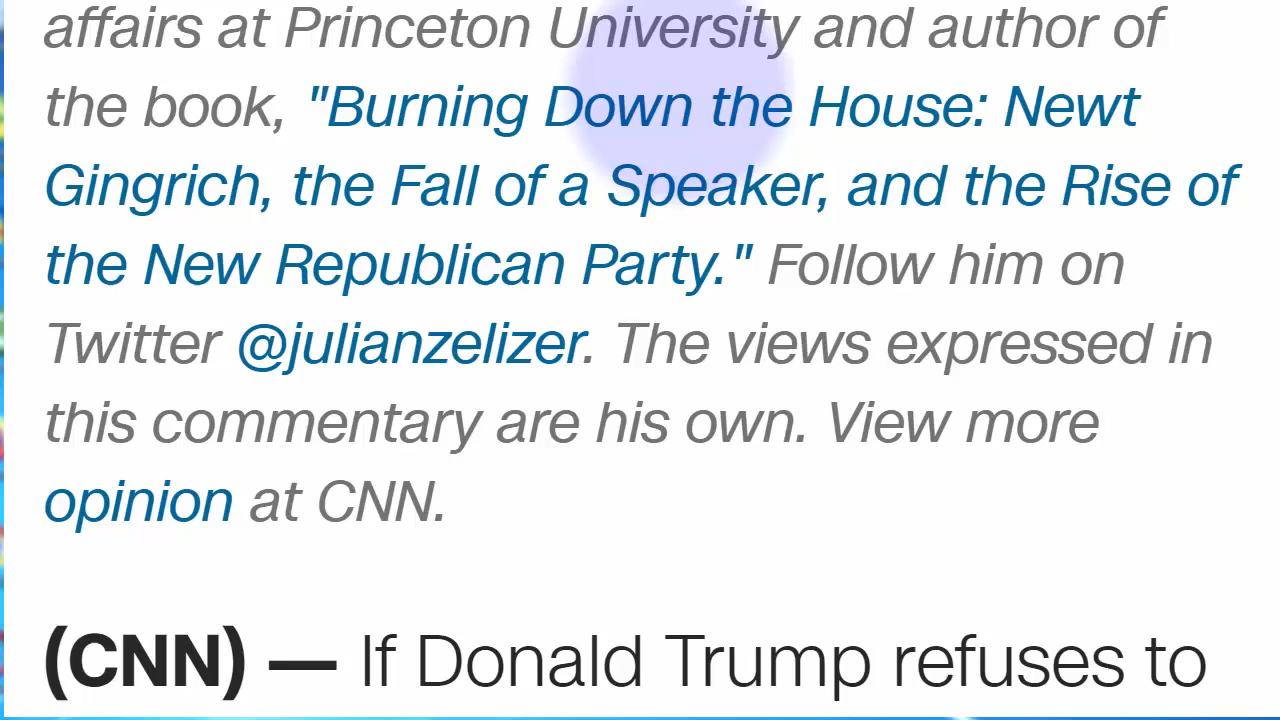 affairs at Princeton University and author of
the book, "Burning Down the House: Newt
Gingrich, the Fall of a Speaker, and the Rise of
the New Republican Party." Follow him on
Twitter @julianzelizer. The views expressed in
this commentary are his own. View more
opinion at CNN.
(CNN) — If Donald Trump refuses to